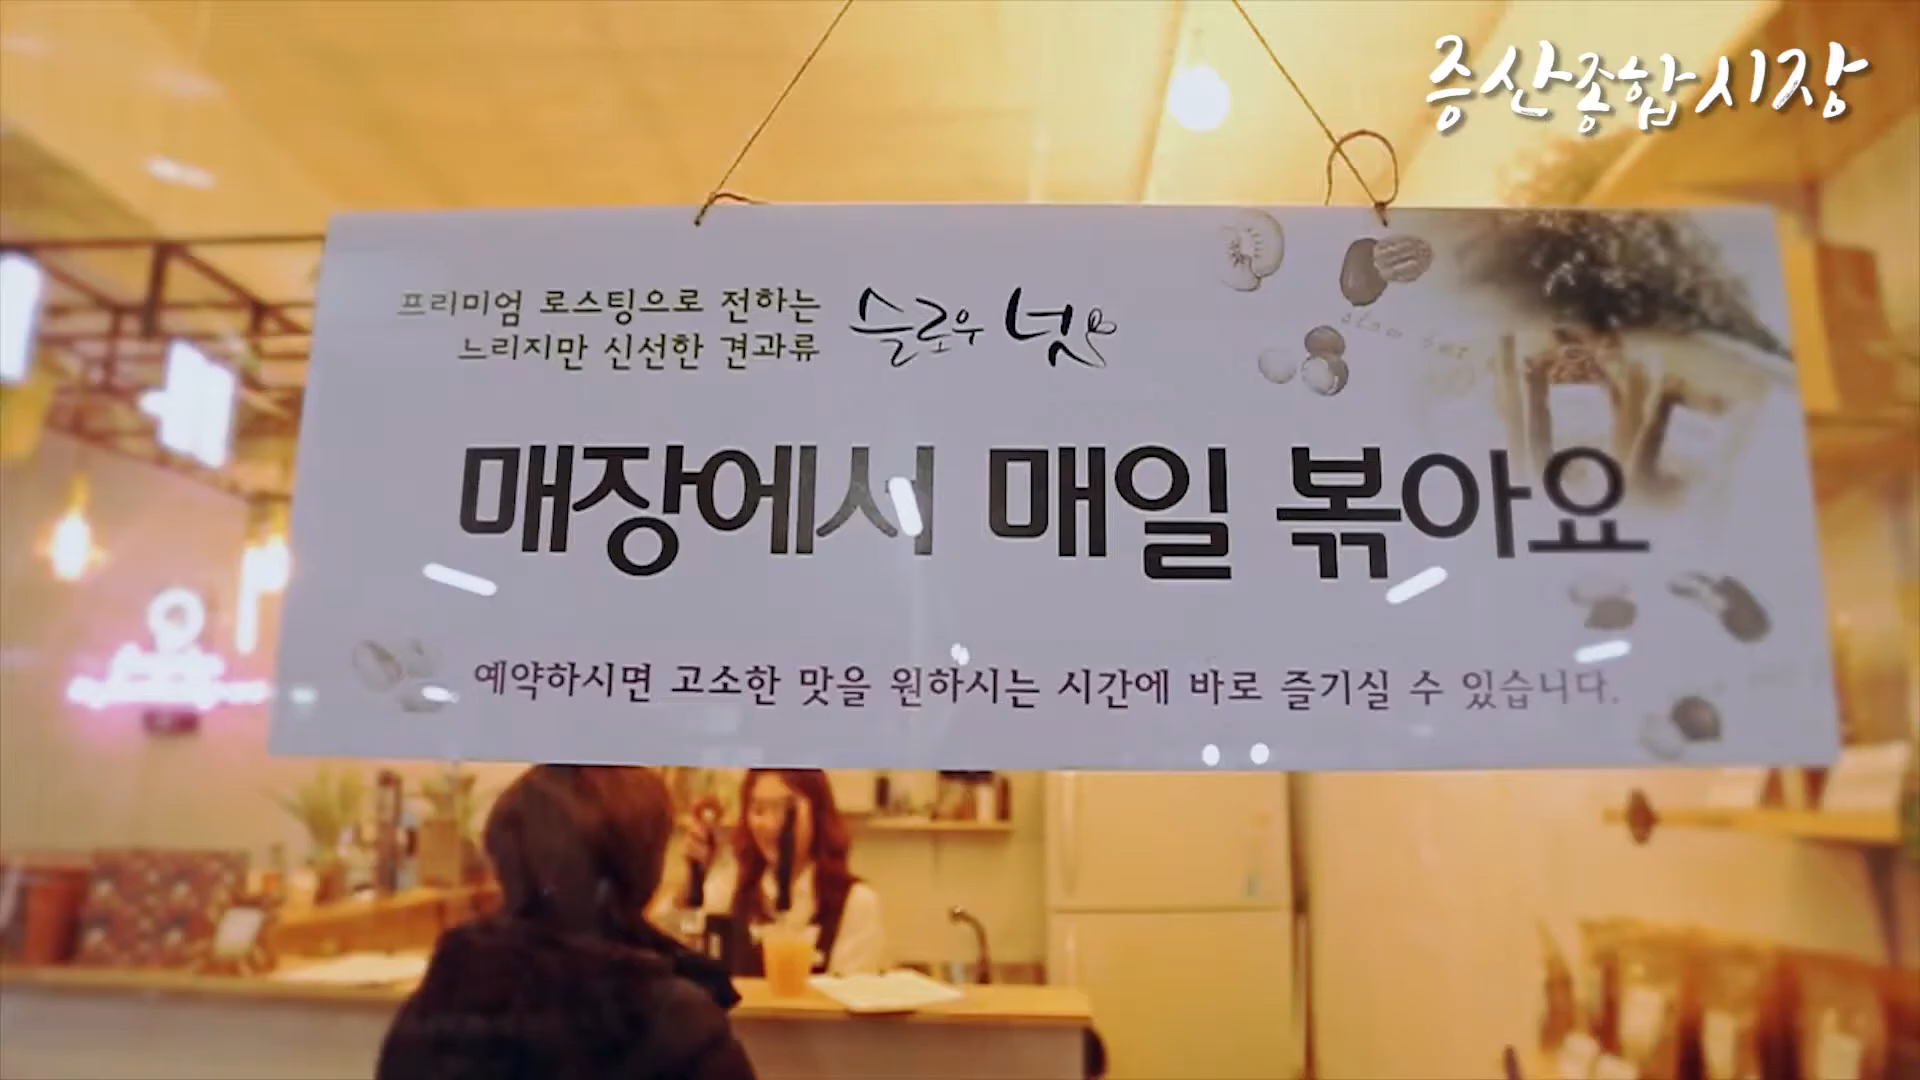 증산종합시장
프리미엄 로스팅으로 전하는
느리지만 신선한 견과류
슬로우 넛
매장에서 매일 볶아요
예약하시면 고소한 맛을 원하시는 시간에 바로 즐기실 수 있습니다.